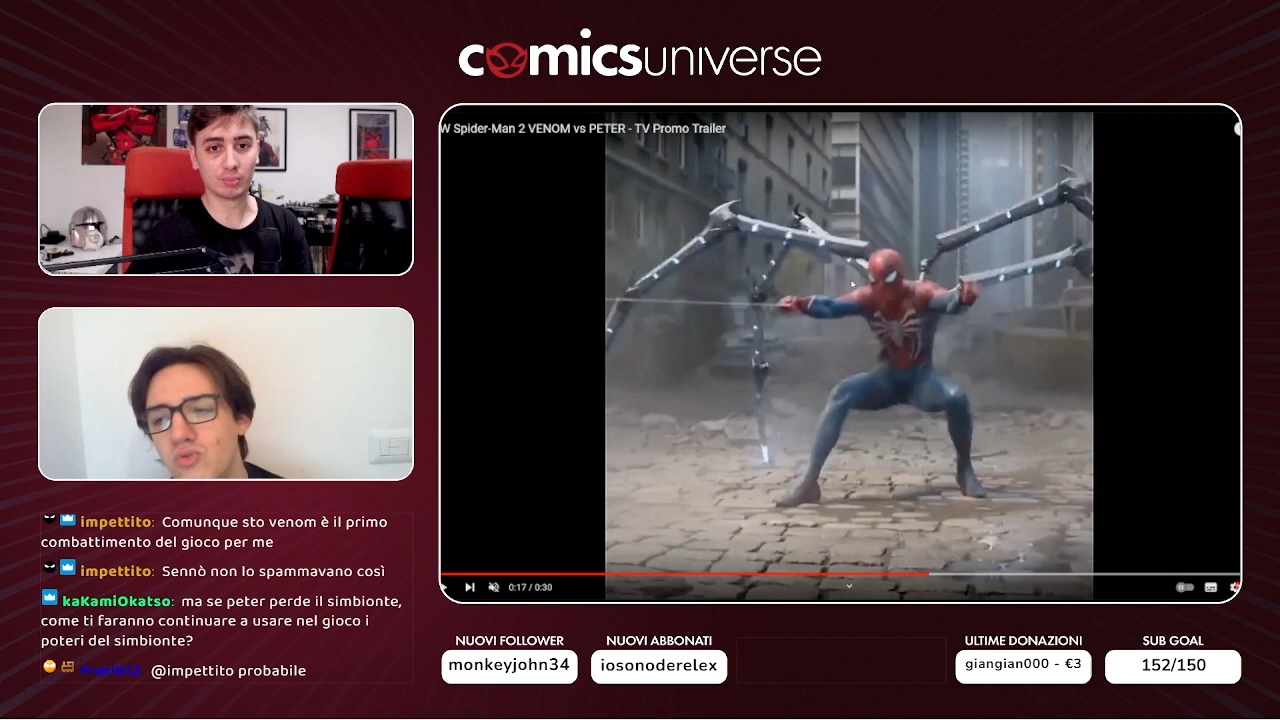 comicsuniverse
W Spider-Man 2 VENOM vs PETER - TV Promo Trailer
0:17 / 0:30
impettito: Comunque sto venom è il primo
combattimento del gioco per me
impettito: Sennò non lo spammavano così
kaKamiOkatso: ma se peter perde il simbionte,
come ti faranno continuare a usare nel gioco i
poteri del simbionte?
@impettito probabile
NUOVI FOLLOWER
monkeyjohn34
NUOVI ABBONATI
iosonoderelex
ULTIME DONAZIONI
giangian000 - €3
SUB GOAL
152/150